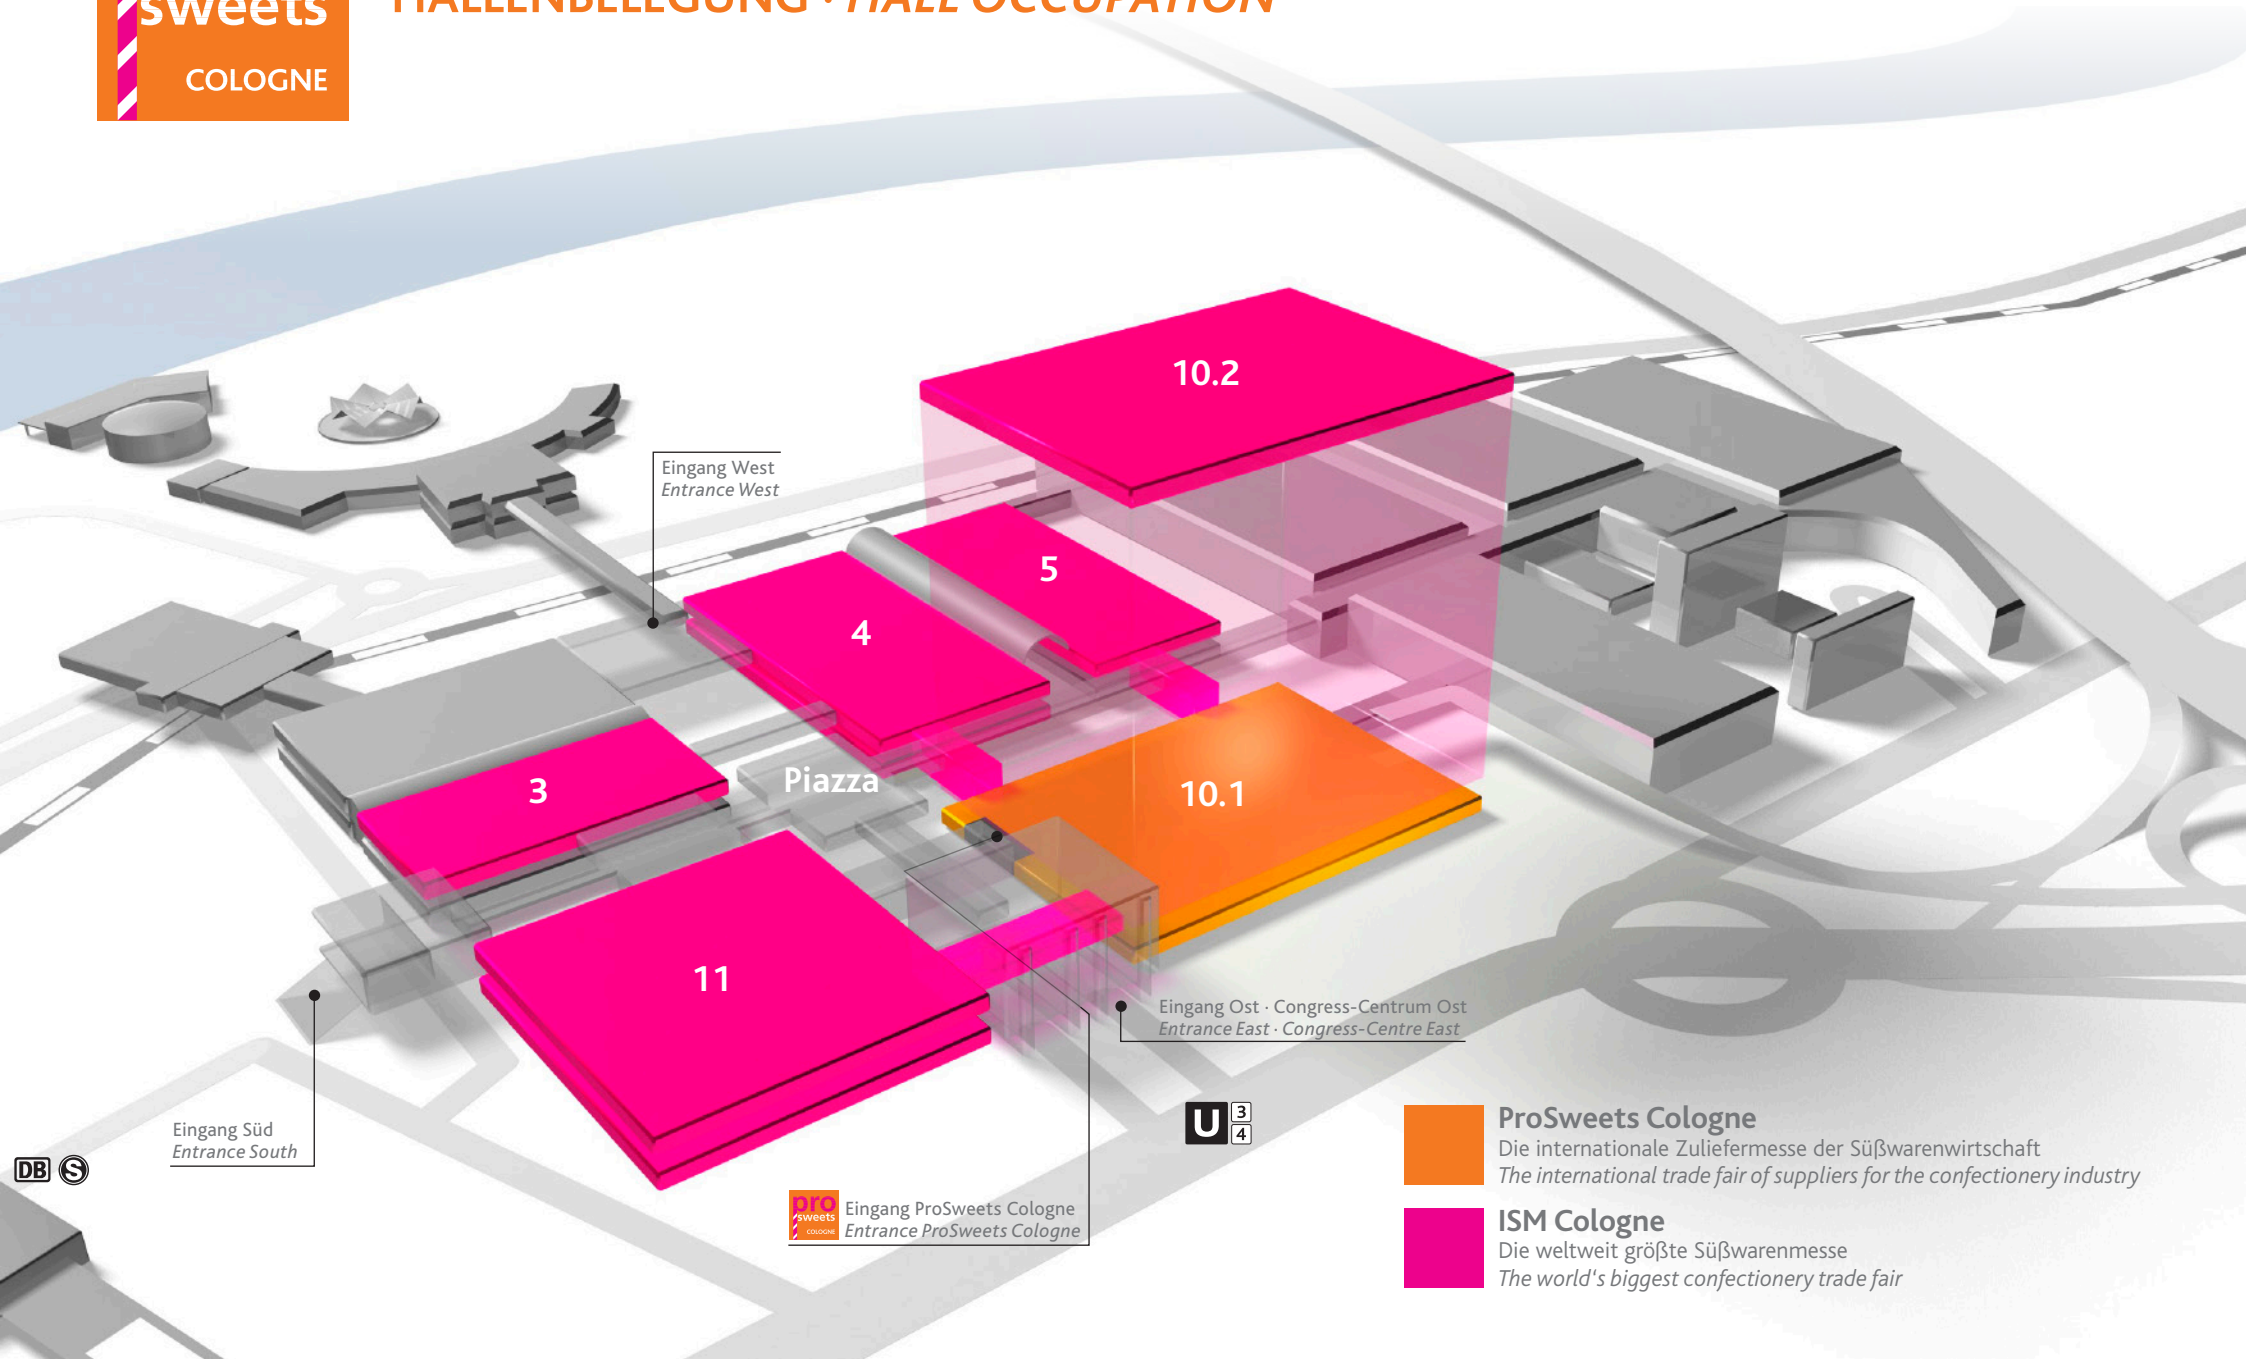 sweets
COLOGNE
HALLENBELEGUNG · HALL OCCUPATION
10.2
Eingang West
Entrance West
5
4
3
Piazza
10.1
11
Eingang Ost · Congress-Centrum Ost
Entrance East · Congress-Centre East
Eingang Süd
Entrance South
DB S
U 3
4
pro
sweets
COLOGNE
Eingang ProSweets Cologne
Entrance ProSweets Cologne
ProSweets Cologne
Die internationale Zuliefermesse der Süßwarenwirtschaft
The international trade fair of suppliers for the confectionery industry
ISM Cologne
Die weltweit größte Süßwarenmesse
The world's biggest confectionery trade fair